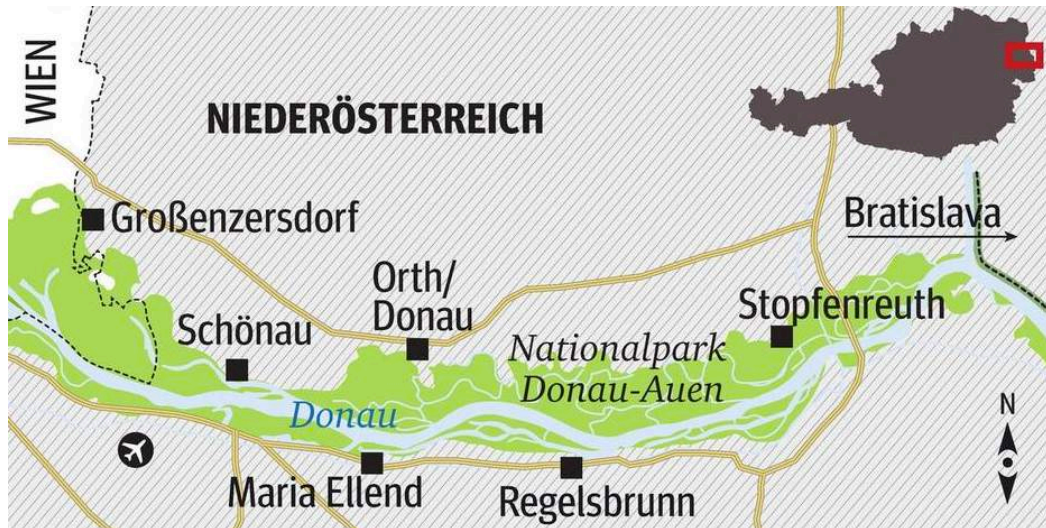 WIEN
NIEDERÖSTERREICH
Großenzersdorf
Bratislava
Orth/
Donau
Schönau
Stopfenreuth
Nationalpark
Donau-Auen
Donau
N
Maria Ellend
Regelsbrunn